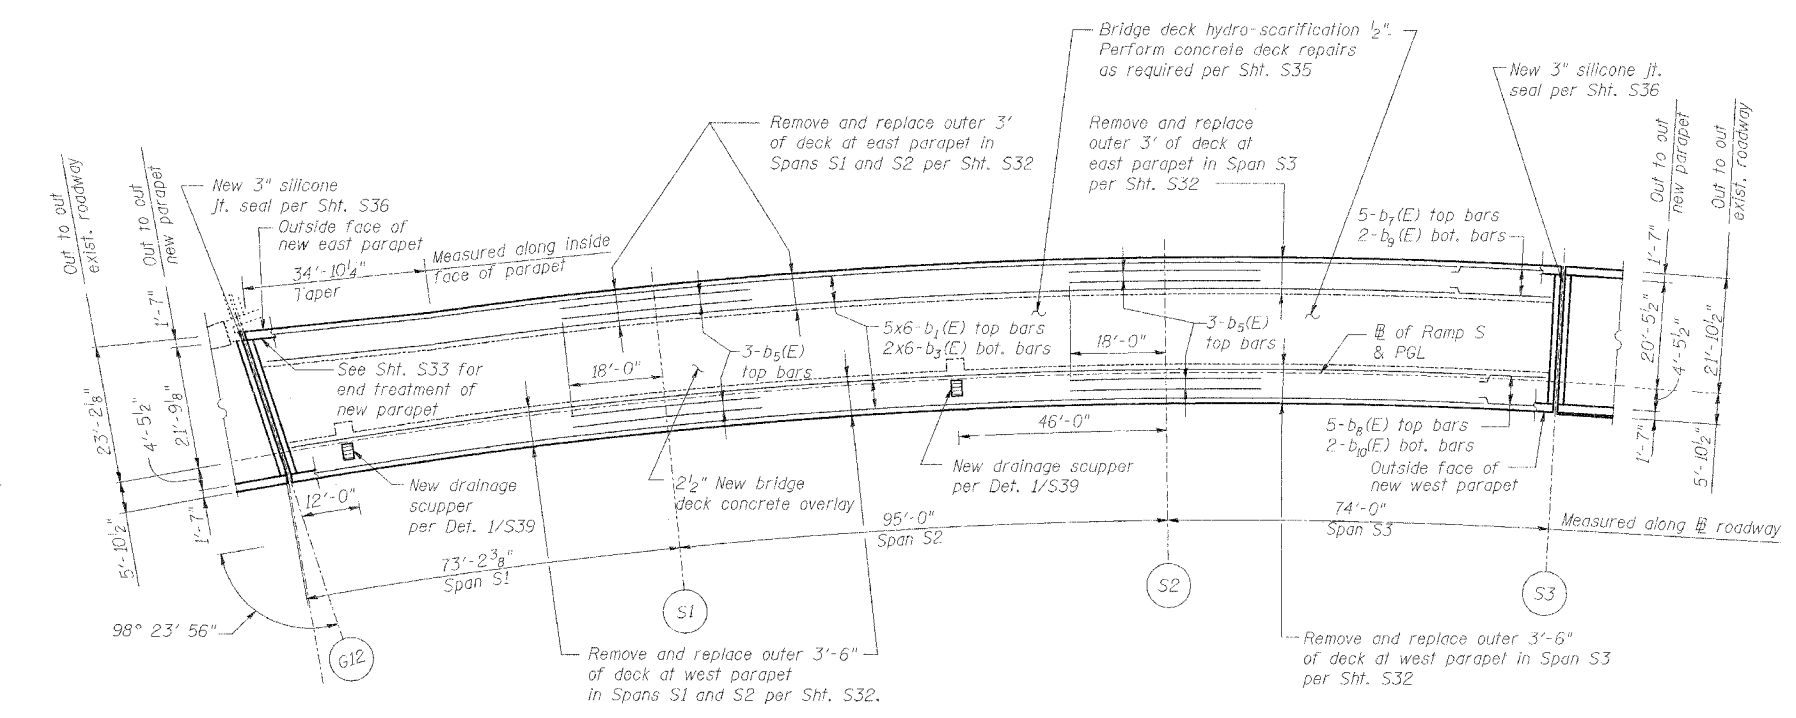 Bridge deck hydro-scarification ½".
Perform concrete deck repairs
as required per Sht. S35
New 3" silicone jt.
seal per Sht. S36
Remove and replace outer 3'
of deck at east parapet in
Spans S1 and S2 per Sht. S32
Remove and replace
outer 3' of deck at
east parapet in Span S3
per Sht. S32
Out to out
exist. roadway
Out to out
new parapet
New 3" silicone
jt. seal per Sht. S36
Outside face of
new east parapet
Measured along inside
face of parapet
34'-10¼"
Taper
5-b7(E) top bars
2-b9(E) bot. bars
Out to out
new parapet
Out to out
exist. roadway
1'-7"
1'-7"
20'-5½"
4'-5½"
21'-10½"
1'-7"
5'-10½"
5x6-b1(E) top bars
2x6-b3(E) bot. bars
3-b5(E)
top bars
3-b5(E)
top bars
18'-0"
18'-0"
℄ of Ramp S
& PGL
See Sht. S33 for
end treatment of
new parapet
23'-2⅛"
4'-5½"
21'-9⅛"
5'-10½"
1'-7"
46'-0"
5-b8(E) top bars
2-b10(E) bot. bars
Outside face of
new west parapet
New drainage scupper
per Det. 1/S39
2½" New bridge
deck concrete overlay
New drainage
scupper
per Det. 1/S39
12'-0"
73'-2⅜"
Span S1
95'-0"
Span S2
74'-0"
Span S3
Measured along ℄ roadway
98° 23' 56"
G12
S1
S2
S3
Remove and replace outer 3'-6"
of deck at west parapet
in Spans S1 and S2 per Sht. S32.
Remove and replace outer 3'-6"
of deck at west parapet in Span S3
per Sht. S32